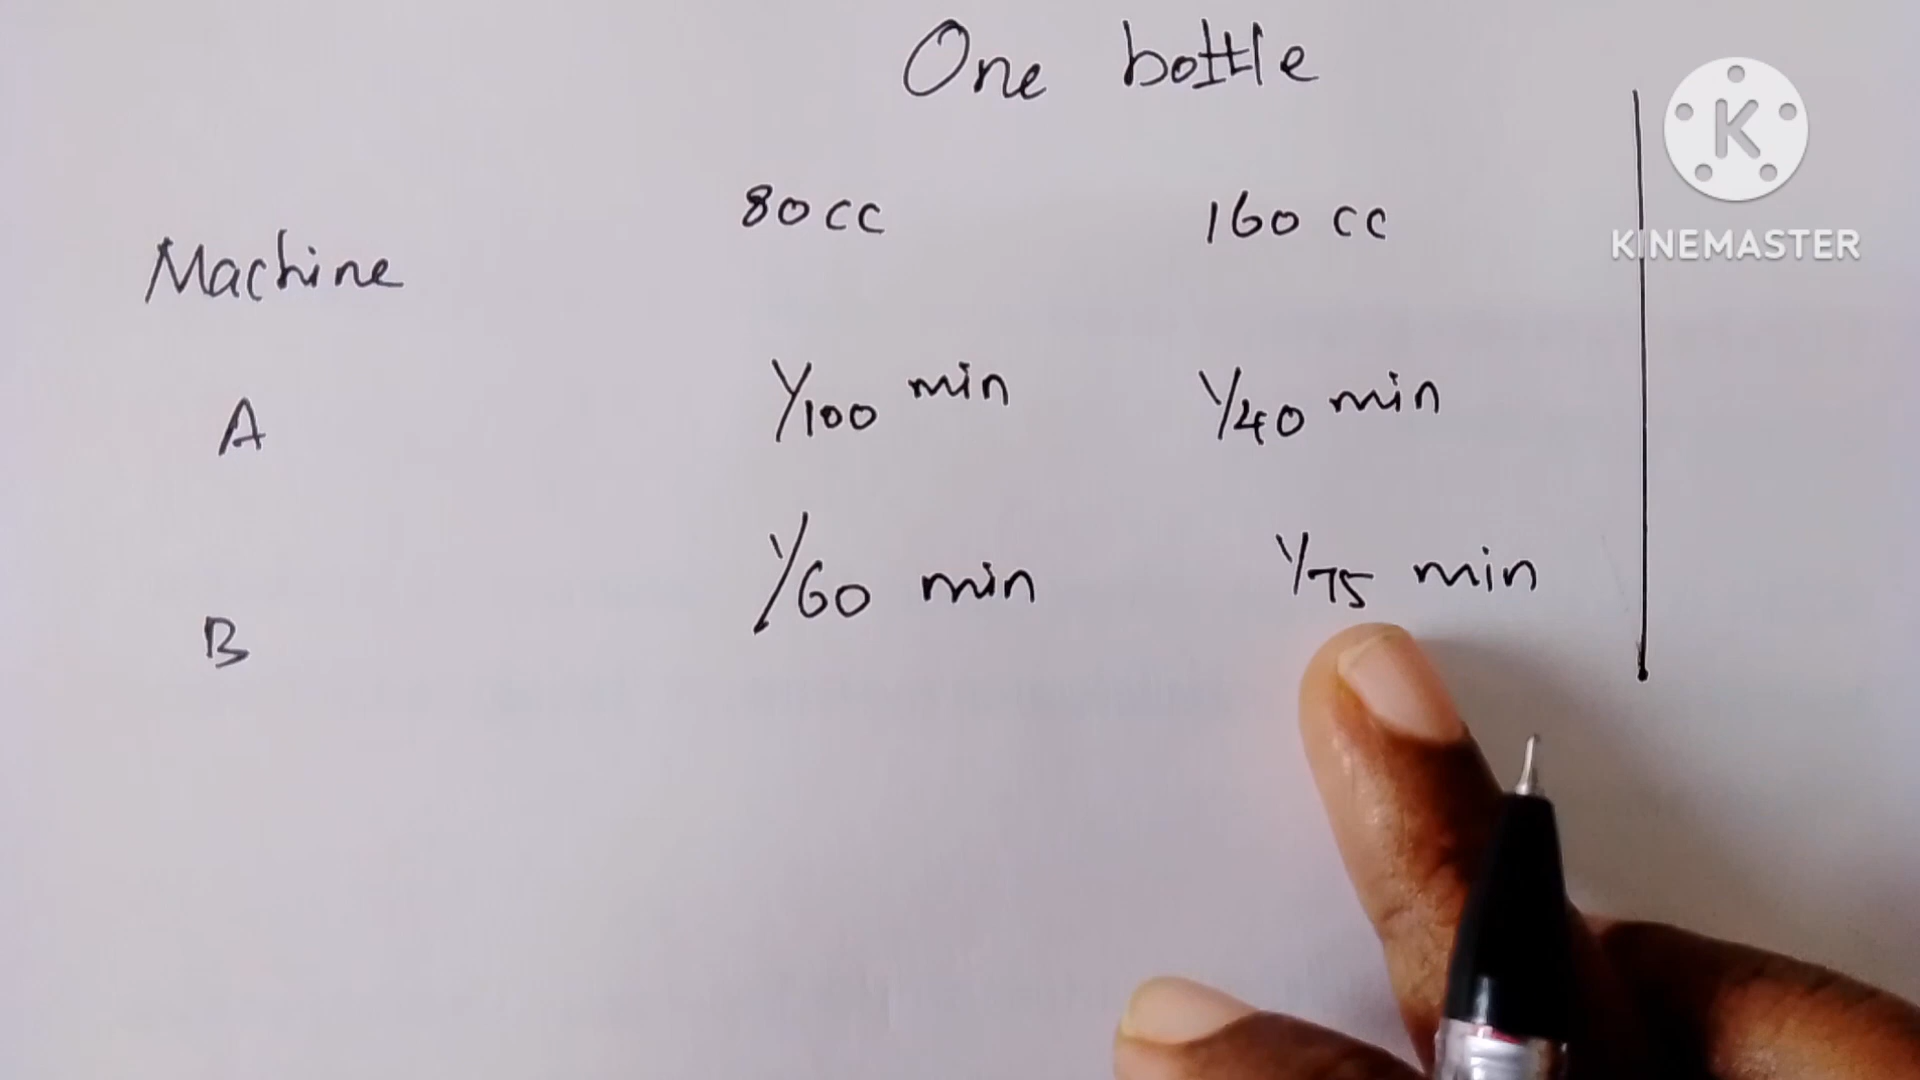 One bottle
80cc 160 cc
Machine
A 1/100 min 1/40 min
B 1/60 min 1/75 min
K
KINEMASTER